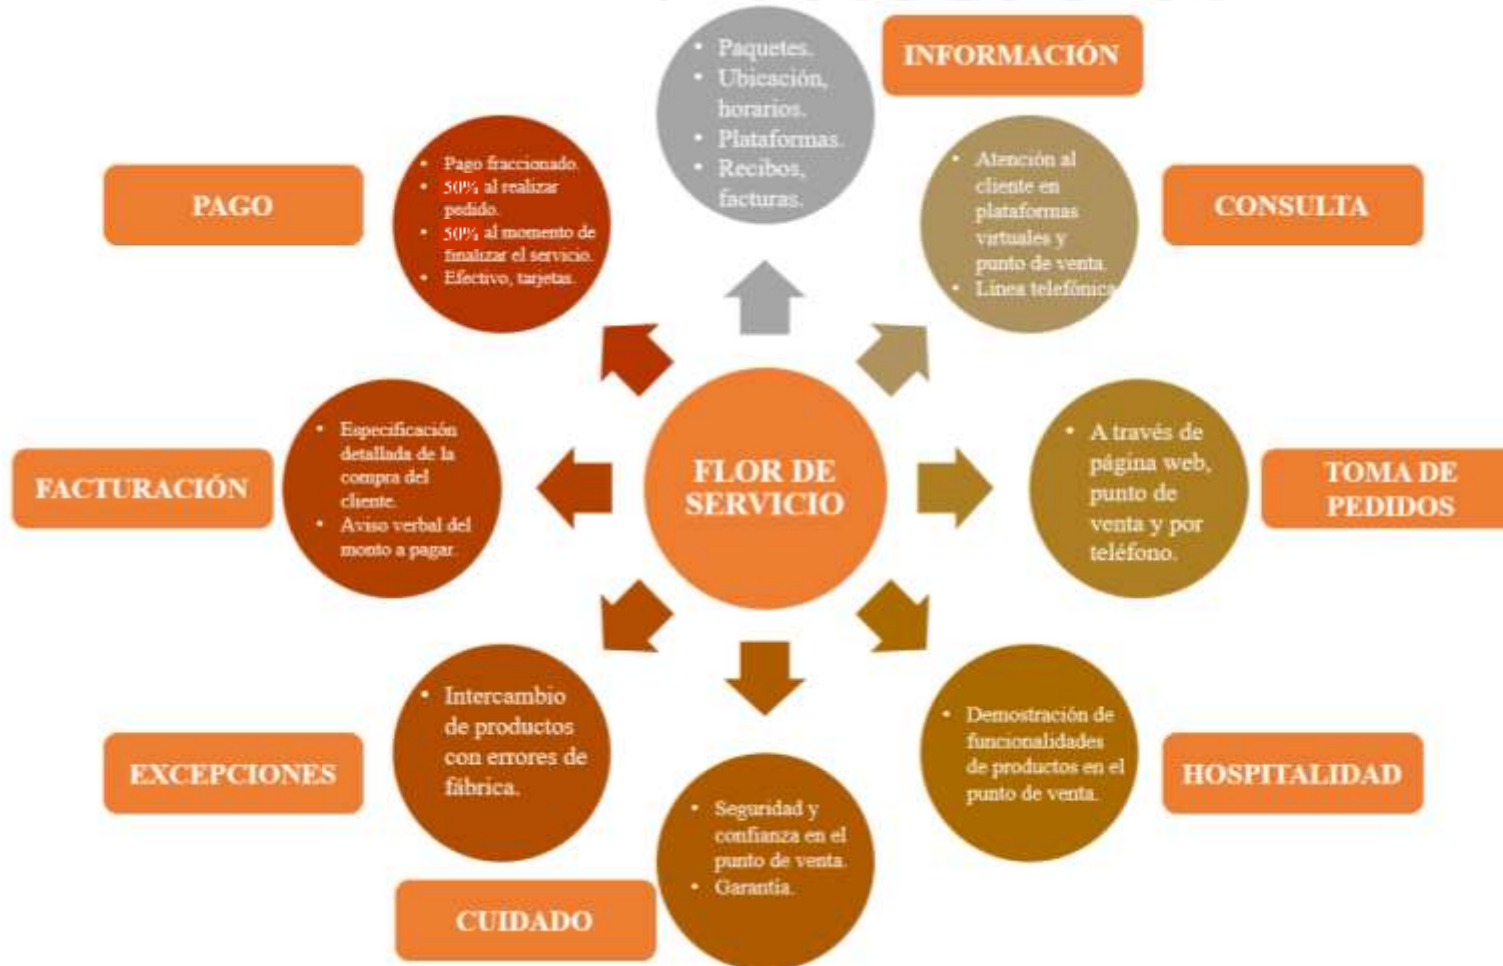 INFORMACIÓN
• Paquetes.
• Ubicación,
horarios.
• Plataformas.
• Recibos,
facturas.
CONSULTA
• Atención al
cliente en
plataformas
virtuales y
punto de venta.
• Línea telefónica
TOMA DE
PEDIDOS
• A través de
página web,
punto de
venta y por
teléfono.
HOSPITALIDAD
• Demostración de
funcionalidades
de productos en el
punto de venta.
CUIDADO
• Seguridad y
confianza en el
punto de venta.
• Garantía.
EXCEPCIONES
• Intercambio
de productos
con errores de
fábrica.
FACTURACIÓN
• Especificación
detallada de la
compra del
cliente.
• Aviso verbal del
monto a pagar.
PAGO
• Pago fraccionado.
• 50% al realizar
pedido.
• 50% al momento de
finalizar el servicio.
• Efectivo, tarjetas.
FLOR DE
SERVICIO